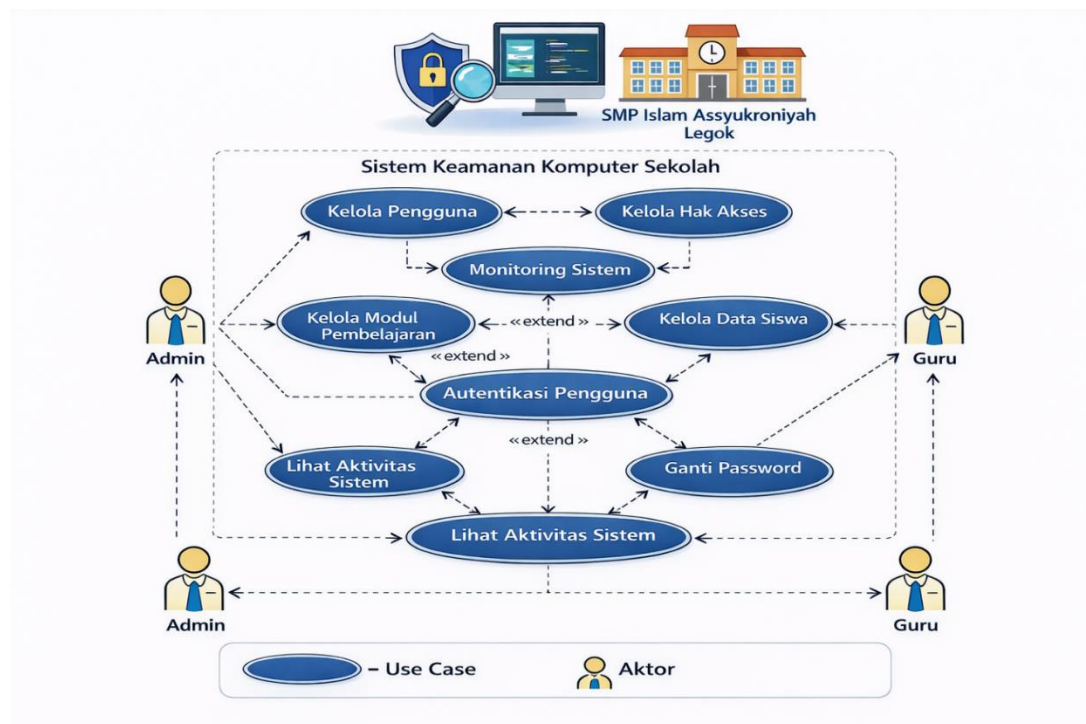 SMP Islam Assyukroniyah
Legok
Sistem Keamanan Komputer Sekolah
Kelola Pengguna
Kelola Hak Akses
Monitoring Sistem
Kelola Modul
Pembelajaran
«extend»
Kelola Data Siswa
Admin
Guru
«extend»
Autentikasi Pengguna
«extend»
Lihat Aktivitas
Sistem
Ganti Password
Lihat Aktivitas Sistem
Admin
Guru
– Use Case
Aktor